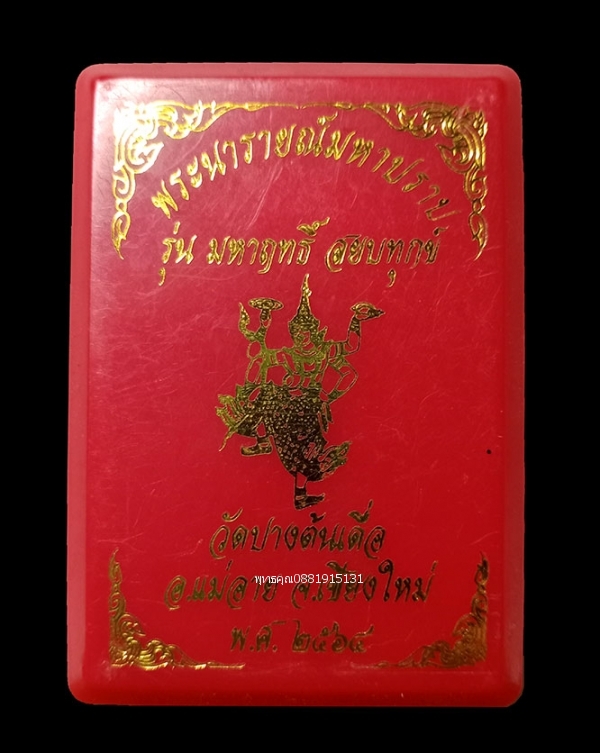 พระนารายณ์มหาปราบ
รุ่น มหาฤทธิ์ สยบทุกข์
วัดปางต้นเดื่อ
พุทธคุณ0881915131
อ.แม่อาย จ.เชียงใหม่
พ.ศ. ๒๕๖๔